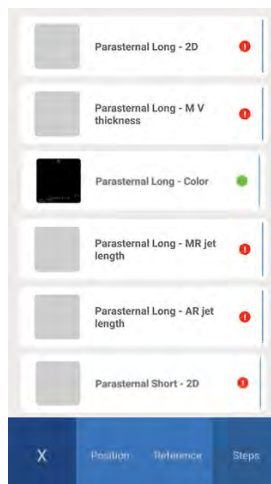 Parasternal Long - 2D
Parasternal Long - M V
thickness
Parasternal Long - Color
Parasternal Long - MR jet
length
Parasternal Long - AR jet
length
Parasternal Short - 2D
X
Position
Reference
Steps